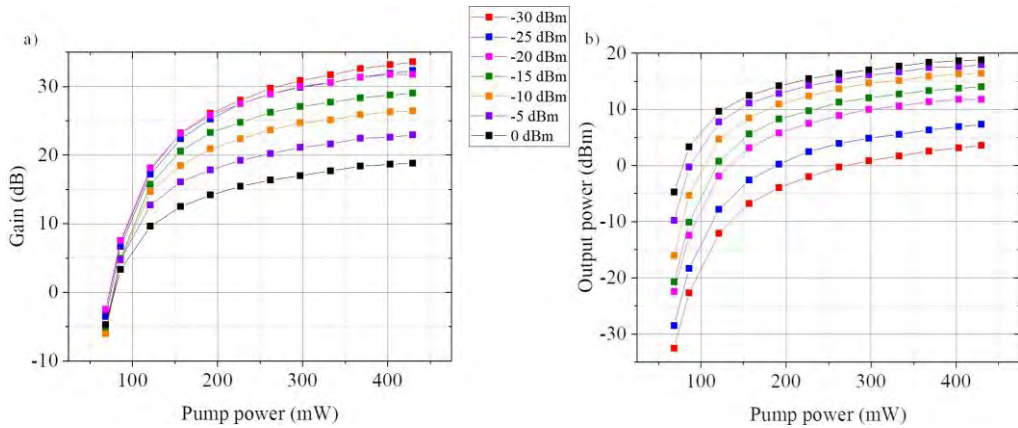 a)
Gain (dB)
30
20
10
0
-10
100
200
300
400
Pump power (mW)
-30 dBm
-25 dBm
-20 dBm
-15 dBm
-10 dBm
-5 dBm
0 dBm
b)
Output power (dBm)
20
10
0
-10
-20
-30
100
200
300
400
Pump power (mW)